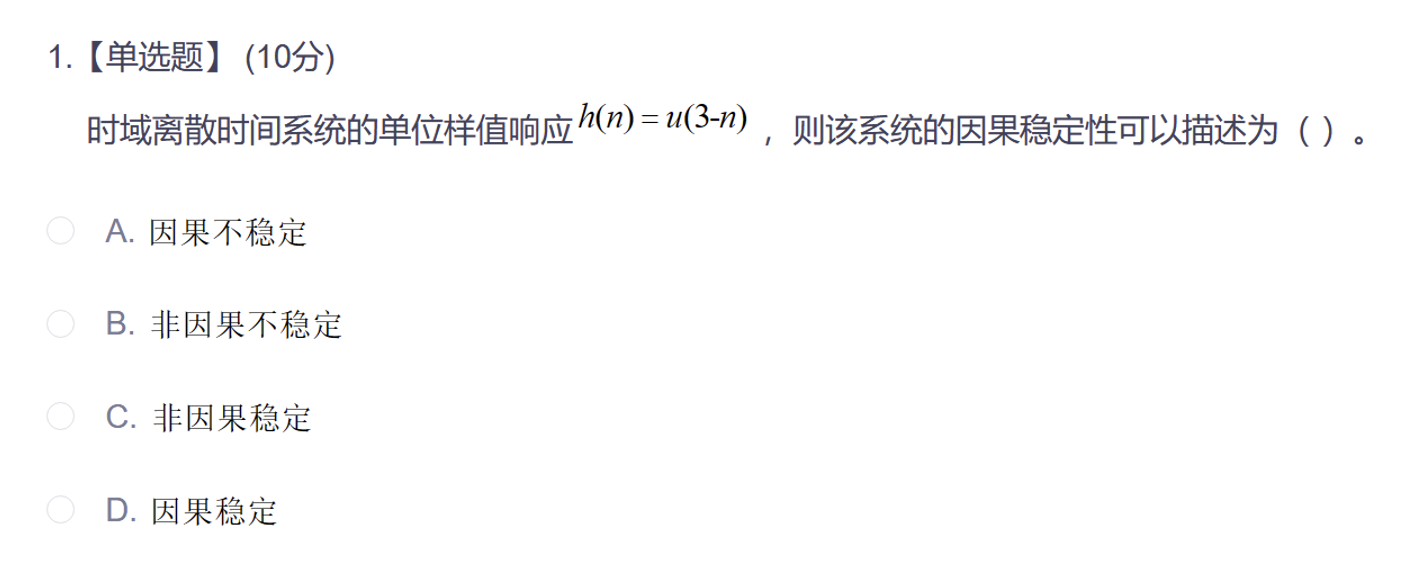 1.【单选题】 (10分)
时域离散时间系统的单位样值响应h(n) = u(3-n) ，则该系统的因果稳定性可以描述为（ ）。
A. 因果不稳定
B. 非因果不稳定
C. 非因果稳定
D. 因果稳定